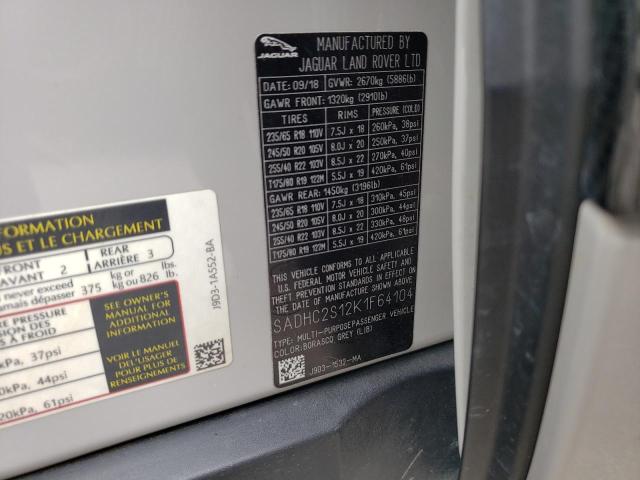 JAGUAR
MANUFACTURED BY
JAGUAR LAND ROVER LTD
DATE: 09/18 GVWR: 2670kg (5886lb)
GAWR FRONT: 1320kg (2910lb)
TIRES RIMS PRESSURE (COLD)
235/65 R18 110V 7.5J x 18 260kPa, 38psi
245/50 R20 105V 8.0J x 20 250kPa, 37psi
255/40 R22 103V 8.5J x 22 270kPa, 40psi
T175/80 R19 122M 5.5J x 19 420kPa, 61psi
GAWR REAR: 1450kg (3196lb)
235/65 R18 110V 7.5J x 18 310kPa, 45psi
245/50 R20 105V 8.0J x 20 300kPa, 44psi
255/40 R22 103V 8.5J x 22 330kPa, 48psi
T175/80 R19 122M 5.5J x 19 420kPa, 61psi
THIS VEHICLE CONFORMS TO ALL APPLICABLE
U.S. FEDERAL MOTOR VEHICLE SAFETY AND
THEFT PREVENTION STANDARDS IN EFFECT ON
THE DATE OF MANUFACTURE SHOWN ABOVE.
SADHC2S12K1F64104
TYPE: MULTI-PURPOSE PASSENGER VEHICLE
COLOR: BORASCO GREY (LJB)
J9D3-1532-MA
FORMATION
US ET LE CHARGEMENT
FRONT
AVANT 2 REAR
ARRIÈRE 3
never exceed
mais dépasser 375 kg or
kg ou 826 lbs.
lb.
PRESSURE
À FROID
kPa, 37psi
0kPa, 44psi
20kPa, 61psi
SEE OWNER'S
MANUAL FOR
ADDITIONAL
INFORMATION
VOIR LE MANUEL
DE L'USAGER
POUR PLUS DE
RENSEIGNEMENTS
J9D3-1A552-BA